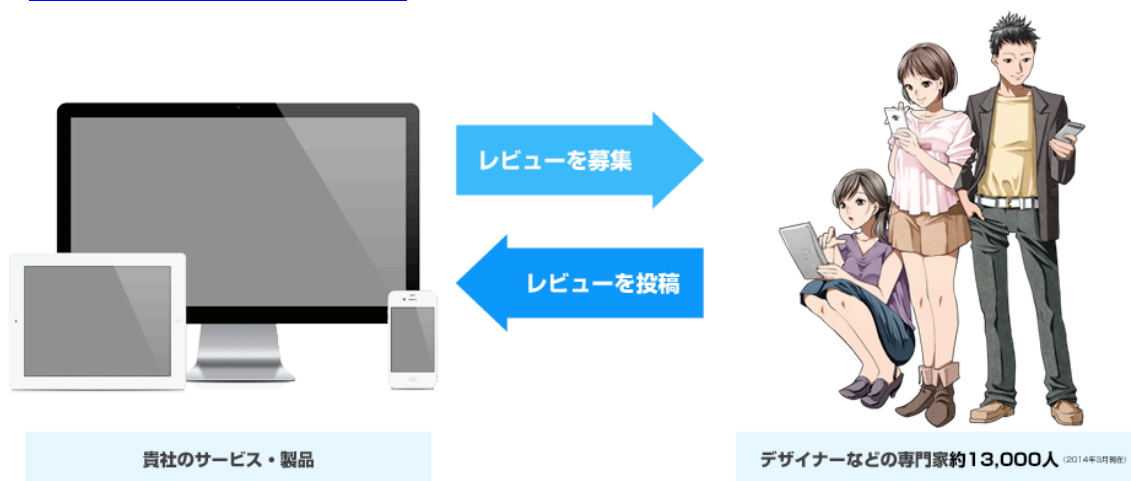 レビューを募集
レビューを投稿
貴社のサービス・製品
デザイナーなどの専門家約13,000人（2014年3月現在）